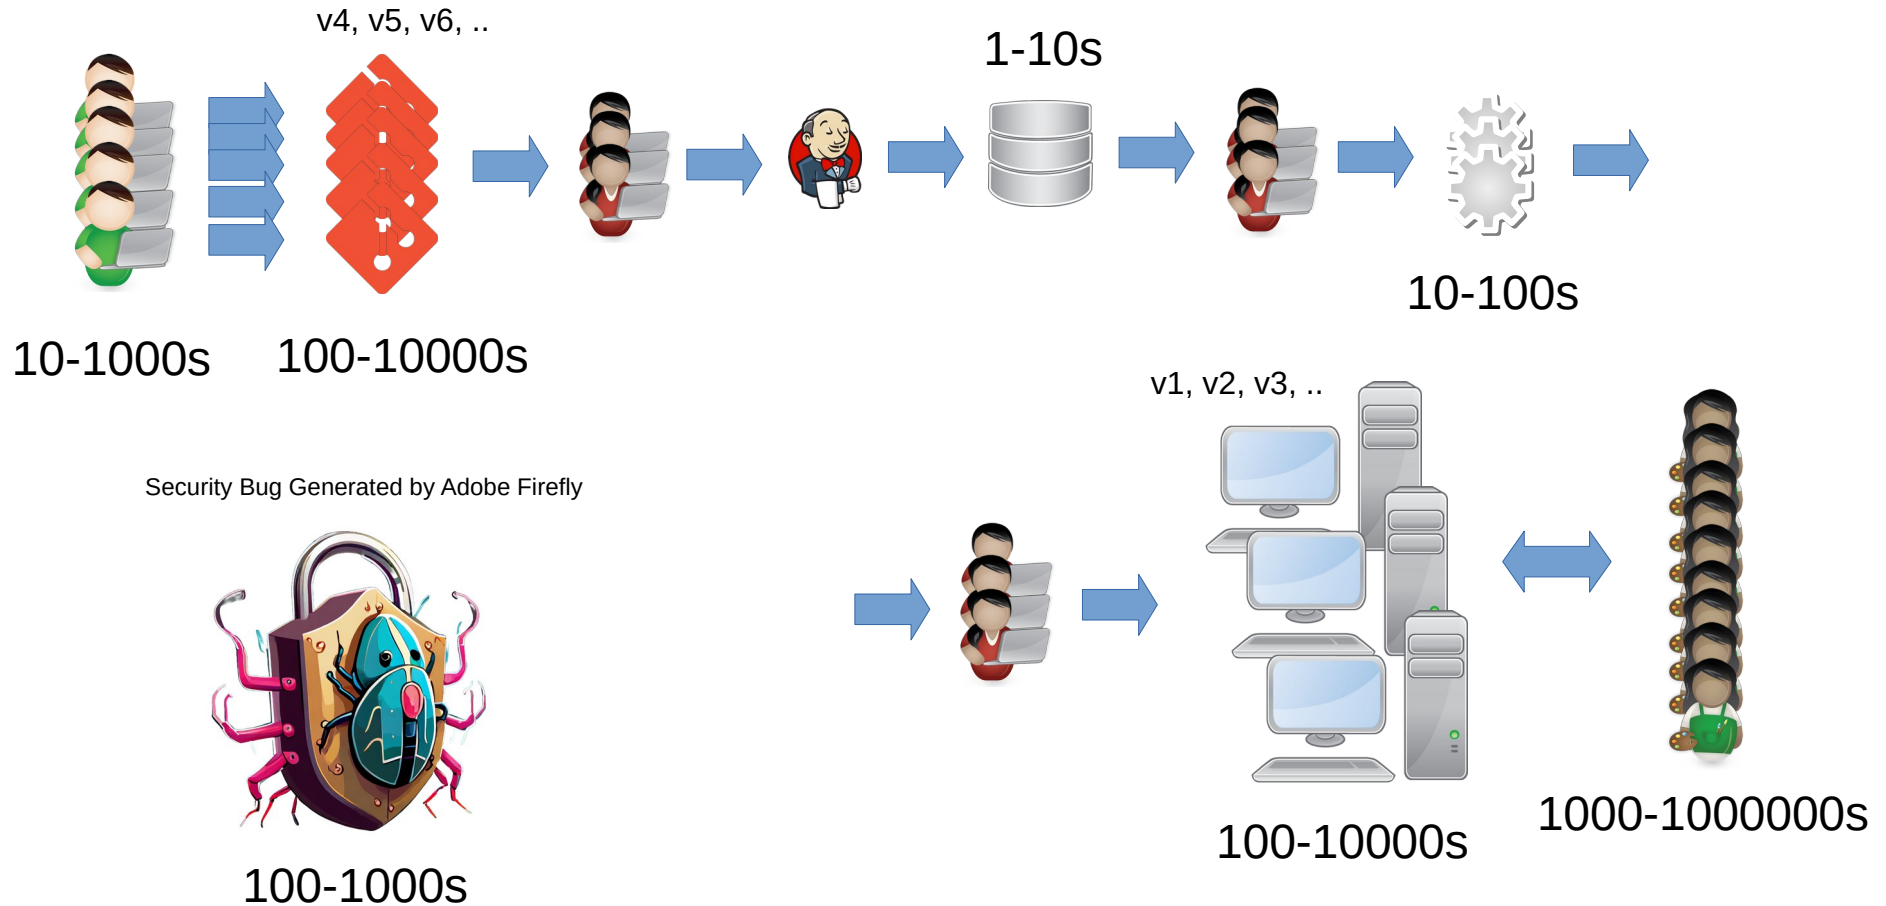 v4, v5, v6, ..
1-10s
10-100s
10-1000s
100-10000s
v1, v2, v3, ..
Security Bug Generated by Adobe Firefly
1000-1000000s
100-10000s
100-1000s